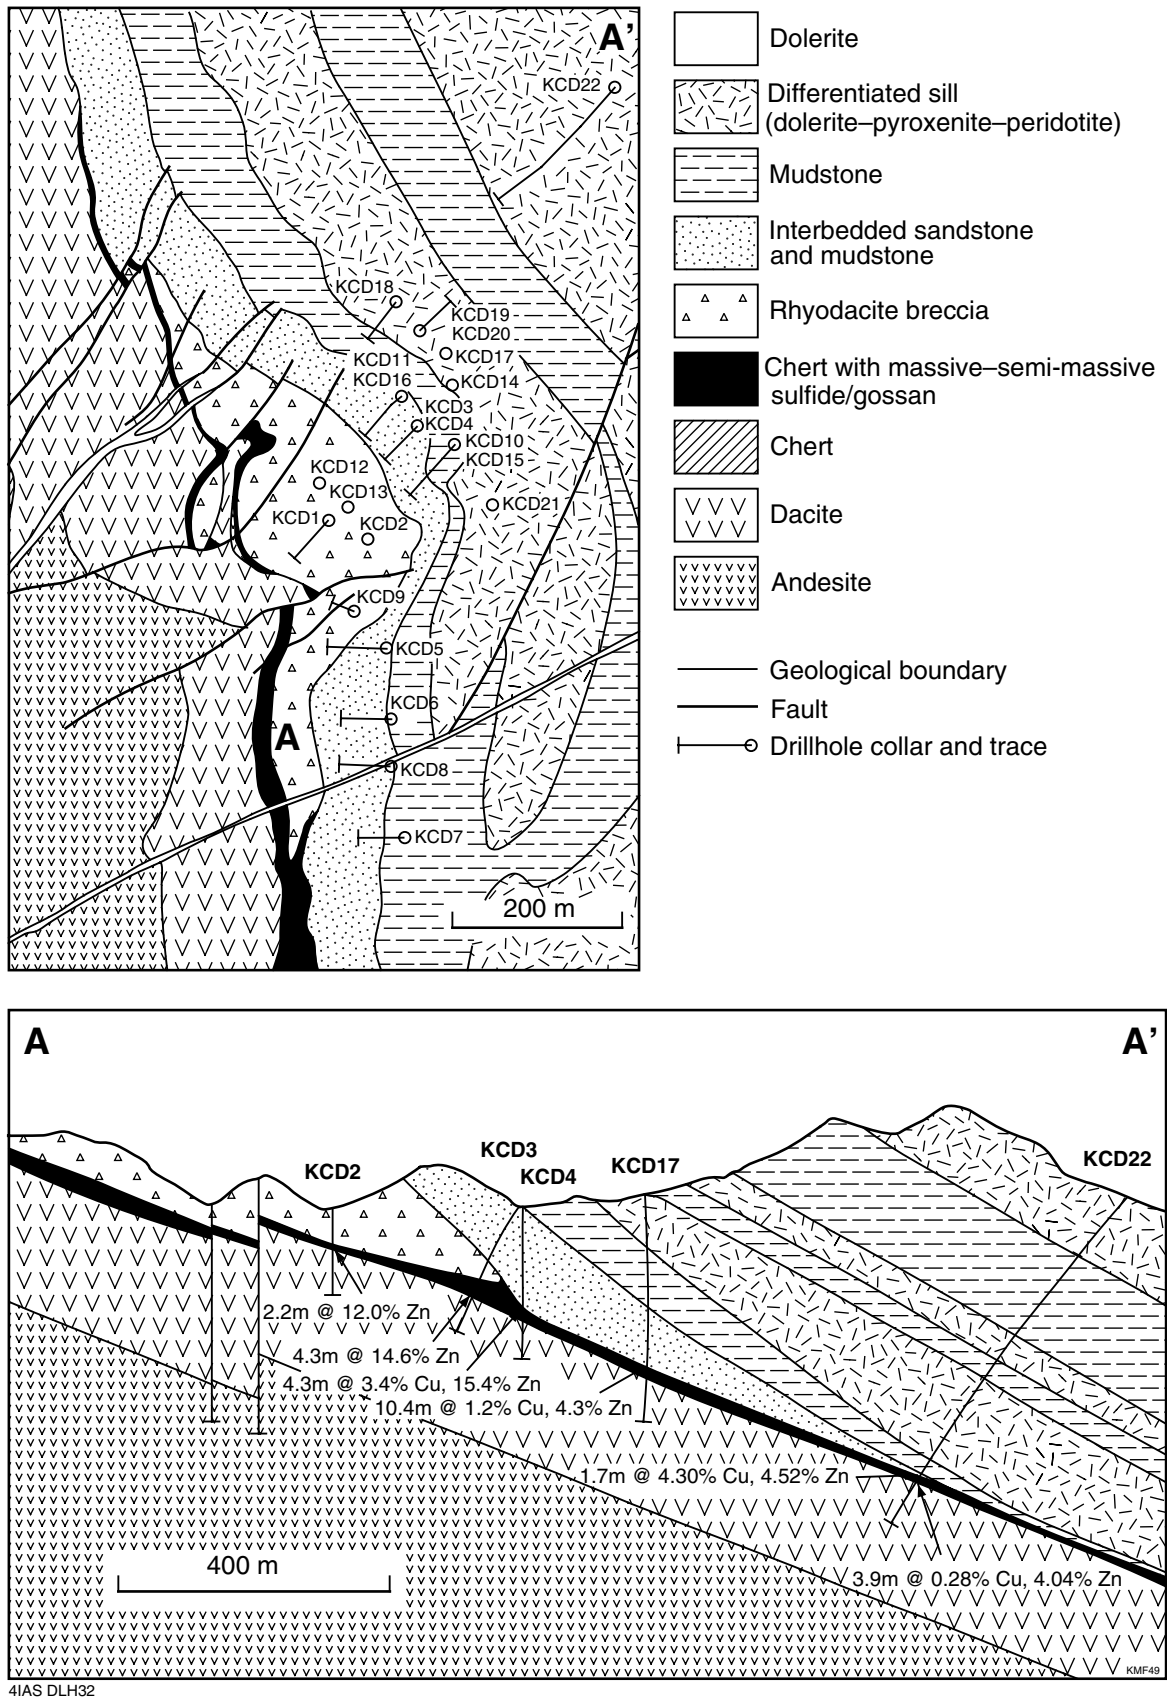 A’
KCD22
KCD18
KCD19
KCD20
KCD11
KCD17
KCD16
KCD14
KCD3
KCD4
KCD10
KCD15
KCD12
KCD13
KCD21
KCD1
KCD2
KCD9
KCD5
KCD6
A
KCD8
KCD7
200 m
Dolerite
Differentiated sill
(dolerite–pyroxenite–peridotite)
Mudstone
Interbedded sandstone
and mudstone
Rhyodacite breccia
Chert with massive–semi-massive
sulfide/gossan
Chert
Dacite
Andesite
Geological boundary
Fault
Drillhole collar and trace
A
A’
KCD3
KCD2
KCD4
KCD17
KCD22
2.2m @ 12.0% Zn
4.3m @ 14.6% Zn
4.3m @ 3.4% Cu, 15.4% Zn
10.4m @ 1.2% Cu, 4.3% Zn
1.7m @ 4.30% Cu, 4.52% Zn
3.9m @ 0.28% Cu, 4.04% Zn
400 m
KMF49
4IAS DLH32